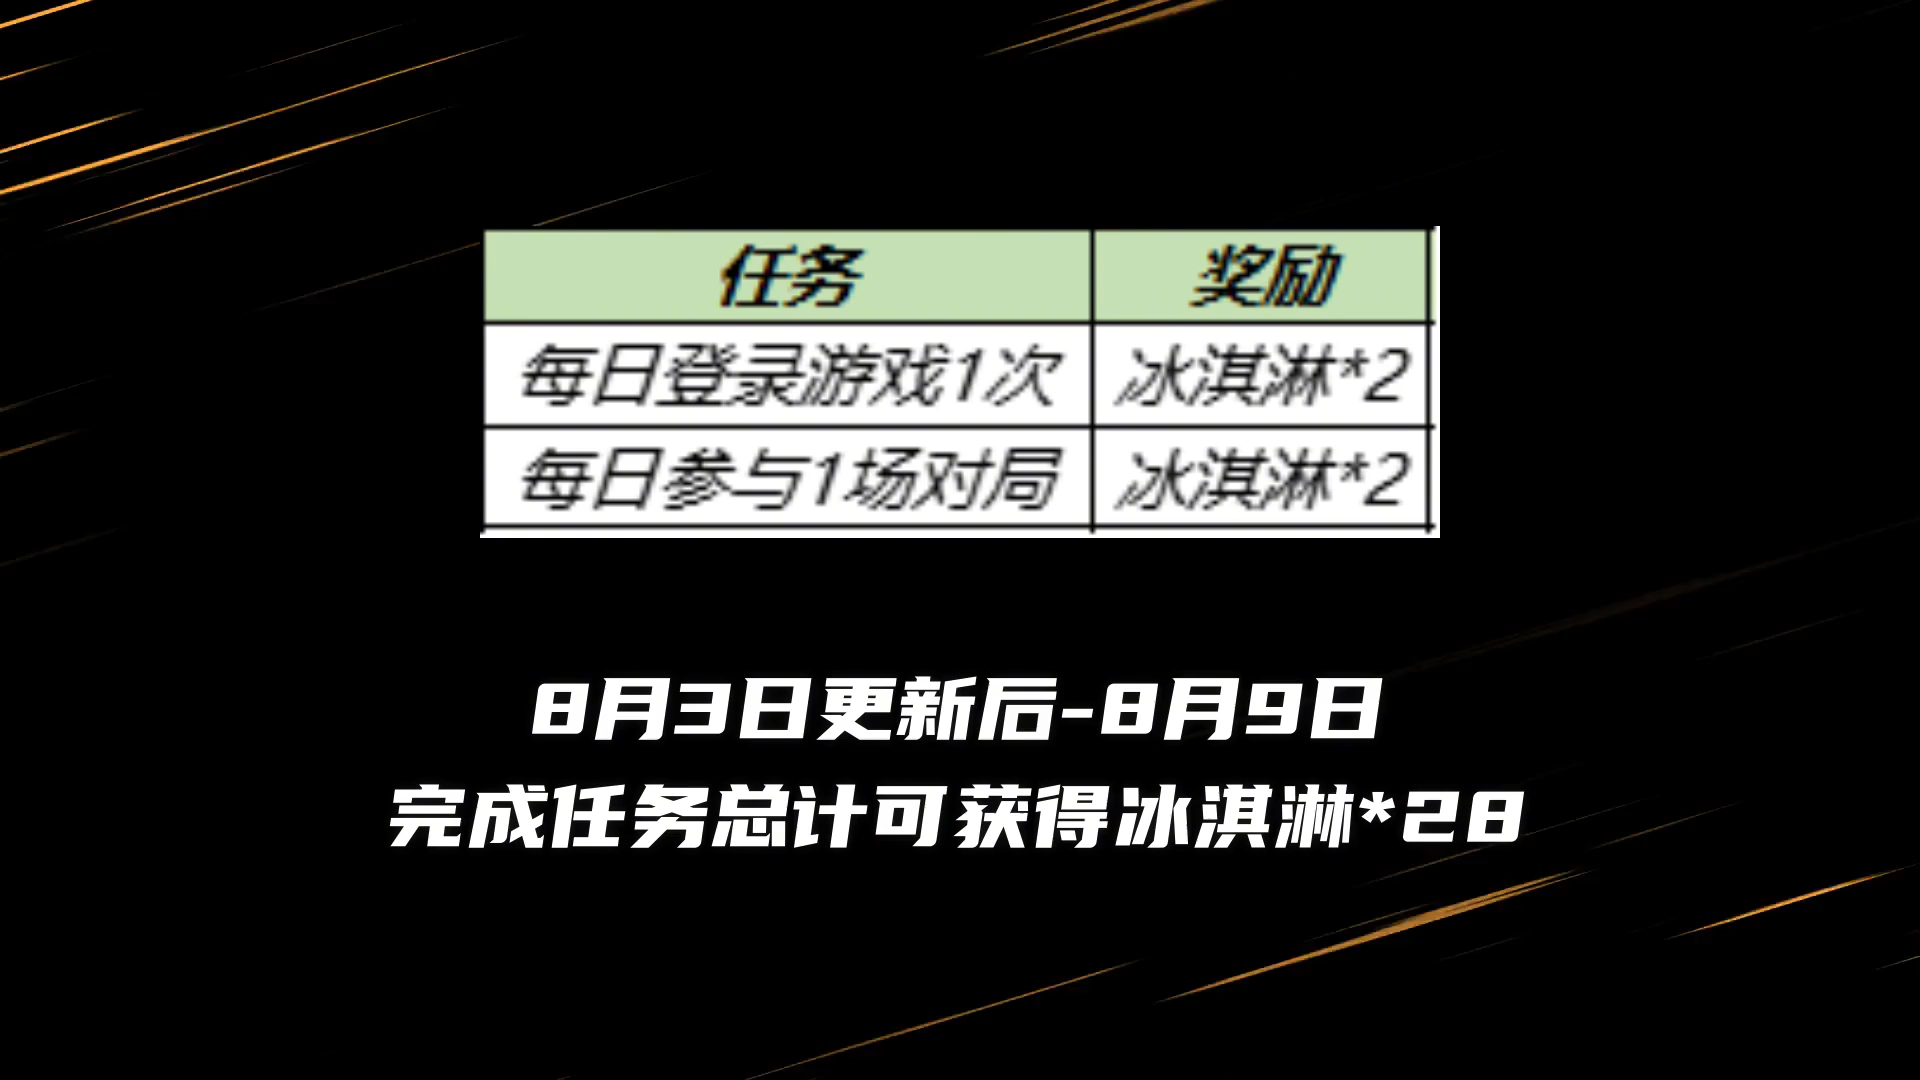 任务 奖励
每日登录游戏1次 冰淇淋*2
每日参与1场对局 冰淇淋*2
8月3日更新后-8月9日
完成任务总计可获得冰淇淋*28